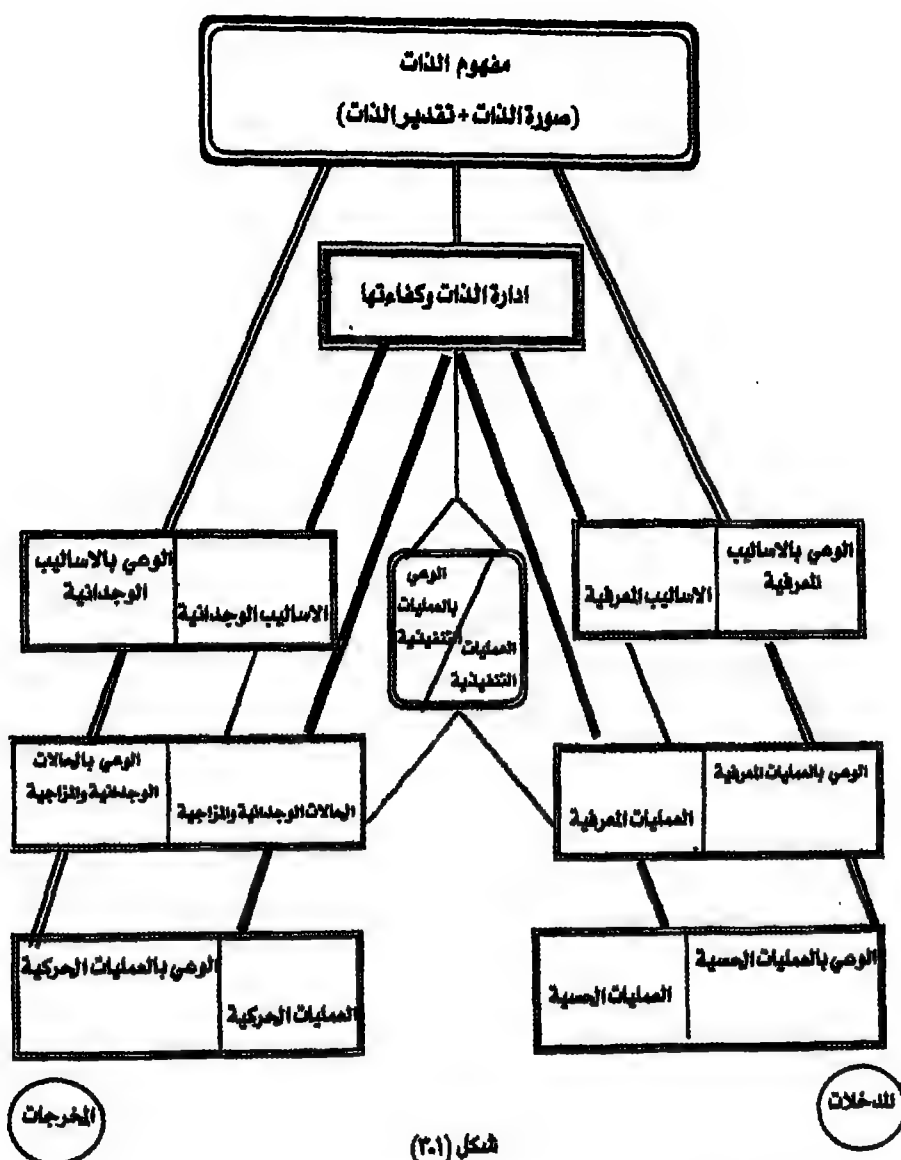 مفهوم الذات
(صورة الذات + تقدير الذات)
ادارة الذات وكفاءتها
الوعي بالاساليب
المعرفية
الاساليب المعرفية
الوعي
بالعمليات
التنفيذية
العمليات
التنفيذية
الاساليب الوجدانية
الوعي بالاساليب
الوجدانية
الوعي بالعمليات المعرفية
العمليات المعرفية
الحالات الوجدانية والمزاجية
الوعي بالحالات
الوجدانية والمزاجية
الوعي بالعمليات الحسية
العمليات الحسية
العمليات الحركية
الوعي بالعمليات الحركية
المدخلات
المخرجات
شكل (٣٠١)